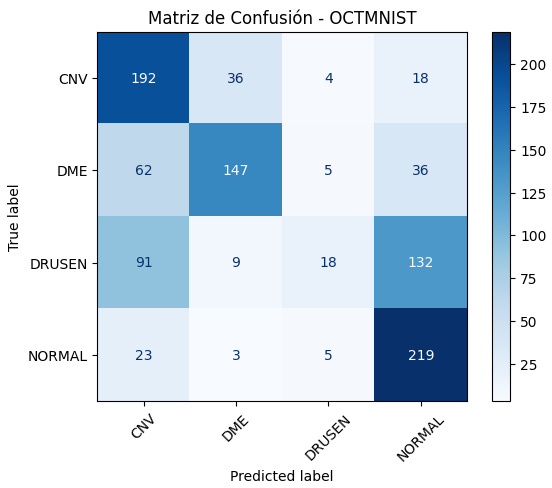 Matriz de Confusión - OCTMNIST
True label
CNV 192 36 4 18
DME 62 147 5 36
DRUSEN 91 9 18 132
NORMAL 23 3 5 219
CNV DME DRUSEN NORMAL
Predicted label
200
175
150
125
100
75
50
25